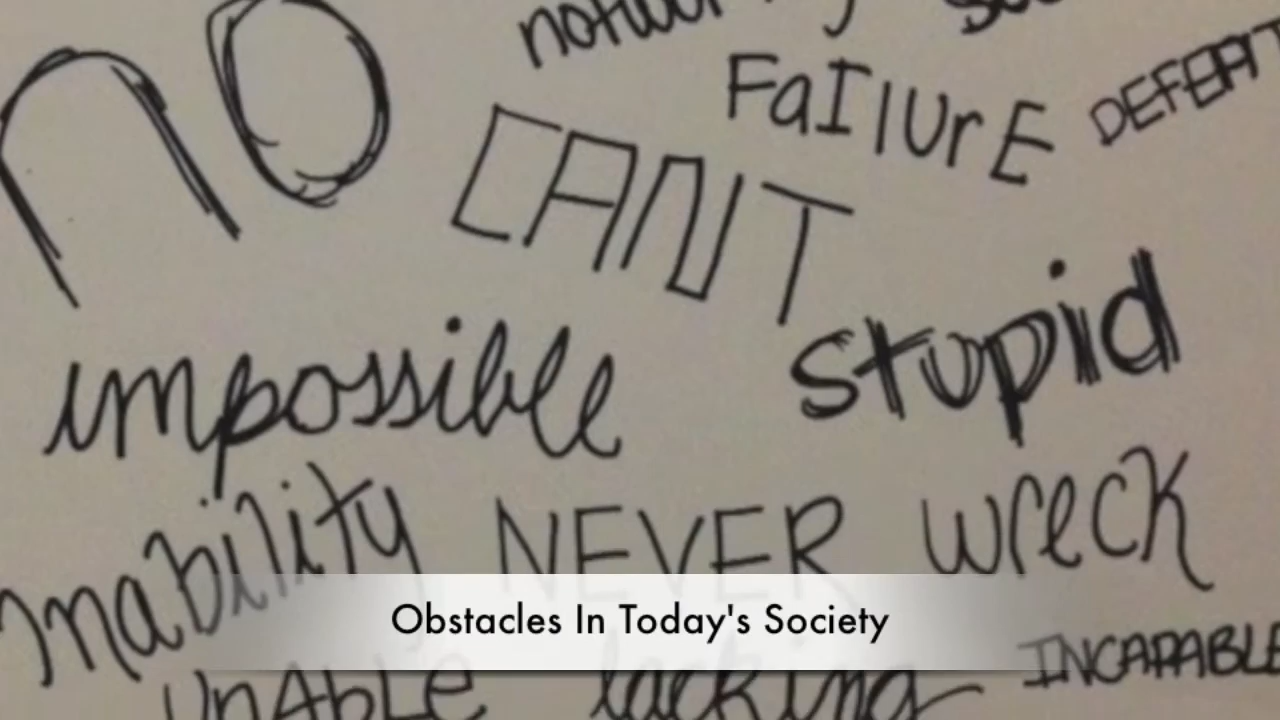 no
FaIlUrE DEFEAT
CANT
impossible stupid
inability NEVER wreck
Obstacles In Today's Society
UnAbLe lacking INCAPABLE